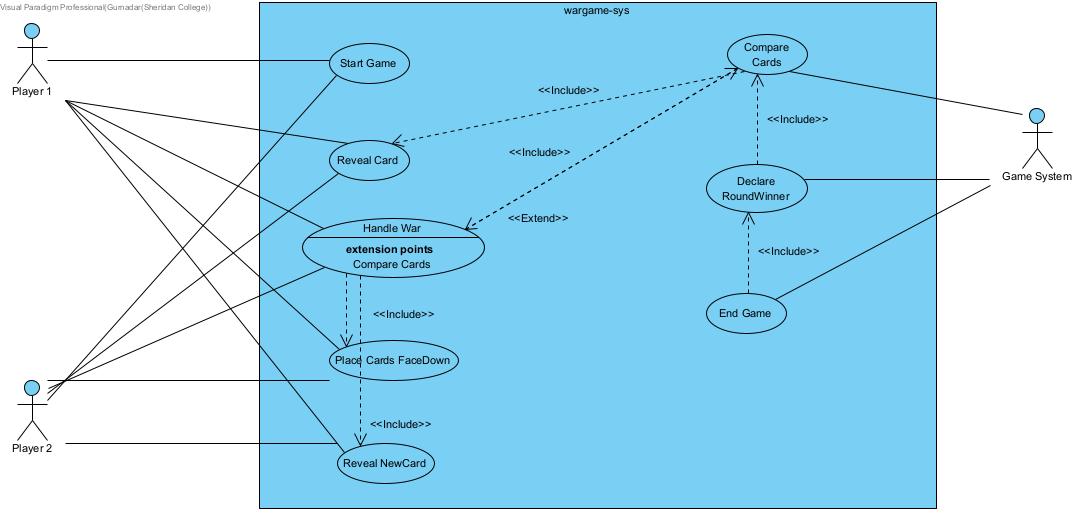 Visual Paradigm Professional(Gumadar(Sheridan College))
wargame-sys
Player 1
Start Game
Compare
Cards
<<Include>>
<<Include>>
Game System
Reveal Card
<<Include>>
Declare
RoundWinner
<<Extend>>
Handle War
extension points
Compare Cards
<<Include>>
<<Include>>
End Game
Place Cards FaceDown
<<Include>>
Player 2
Reveal NewCard